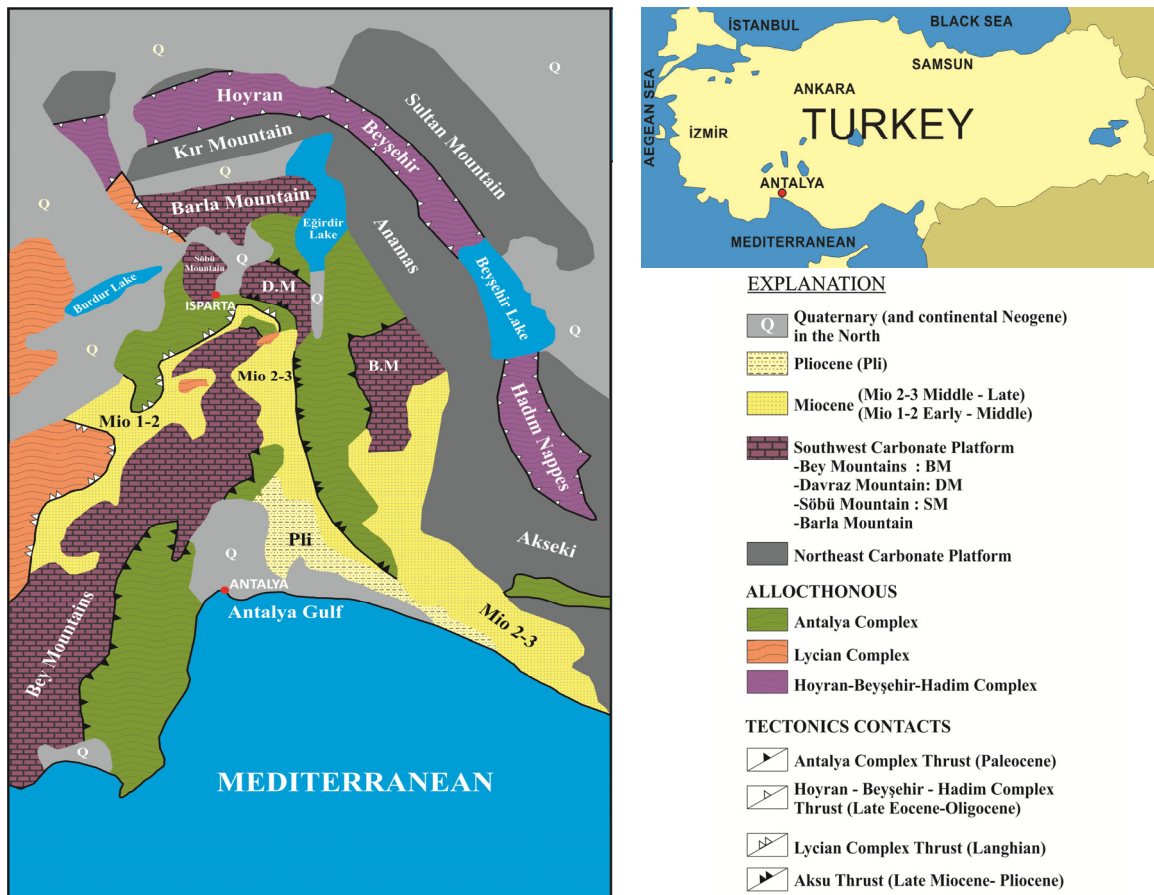 Q
Q
Hoyran
Sultan Mountain
Beyşehir
Kır Mountain
Q
Q
Barla Mountain
Eğirdir
Lake
Anamas
Söbü
Mountain
Q
D.M
Burdur Lake
ISPARTA
Q
Beyşehir Lake
Q
Q
B.M
Mio 2-3
Mio 1-2
Hadım Nappes
Pli
Akseki
Q
ANTALYA
Antalya Gulf
Mio 2-3
Bey Mountains
Q
MEDITERRANEAN
İSTANBUL
BLACK SEA
SAMSUN
ANKARA
AEGEAN SEA
TURKEY
İZMİR
ANTALYA
MEDITERRANEAN
EXPLANATION
Q Quaternary (and continental Neogene)
in the North
Pliocene (Pli)
Miocene (Mio 2-3 Middle - Late)
(Mio 1-2 Early - Middle)
Southwest Carbonate Platform
-Bey Mountains : BM
-Davraz Mountain: DM
-Söbü Mountain : SM
-Barla Mountain
Northeast Carbonate Platform
ALLOCTHONOUS
Antalya Complex
Lycian Complex
Hoyran-Beyşehir-Hadim Complex
TECTONICS CONTACTS
Antalya Complex Thrust (Paleocene)
Hoyran - Beyşehir - Hadim Complex
Thrust (Late Eocene-Oligocene)
Lycian Complex Thrust (Langhian)
Aksu Thrust (Late Miocene- Pliocene)